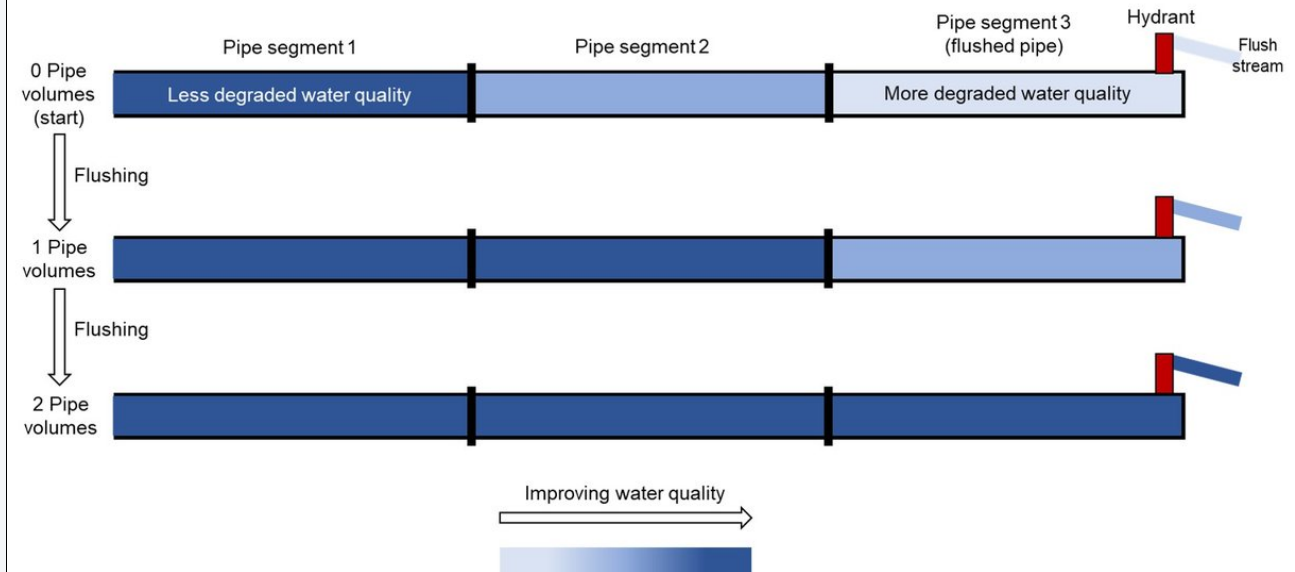 Pipe segment 1
Pipe segment 2
Pipe segment 3
(flushed pipe)
Hydrant
Flush
stream
0 Pipe
volumes
(start)
Less degraded water quality
More degraded water quality
Flushing
1 Pipe
volumes
Flushing
2 Pipe
volumes
Improving water quality